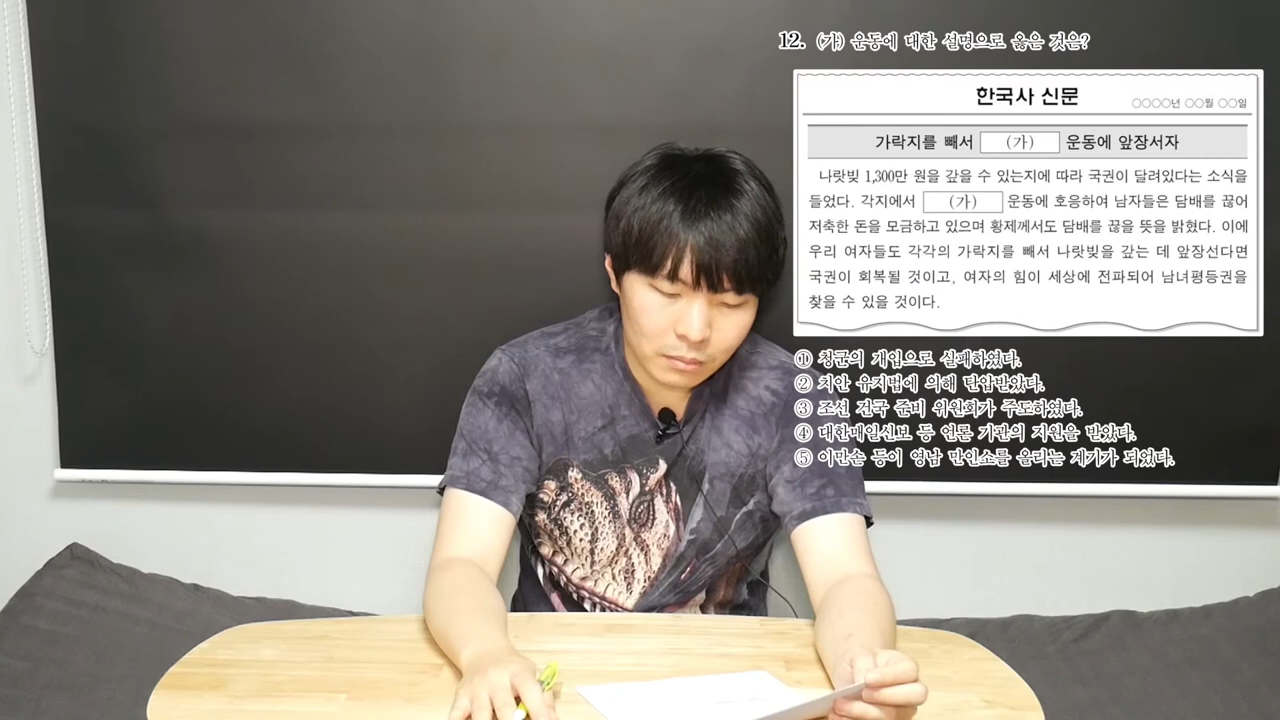 12. (가) 운동에 대한 설명으로 옳은 것은?
한국사 신문
○○○○년 ○○월 ○○일
가락지를 빼서 (가) 운동에 앞장서자
나랏빚 1,300만 원을 갚을 수 있는지에 따라 국권이 달려있다는 소식을
들었다. 각지에서 (가) 운동에 호응하여 남자들은 담배를 끊어
저축한 돈을 모금하고 있으며 황제께서도 담배를 끊을 뜻을 밝혔다. 이에
우리 여자들도 각각의 가락지를 빼서 나랏빚을 갚는 데 앞장선다면
국권이 회복될 것이고, 여자의 힘이 세상에 전파되어 남녀평등권을
찾을 수 있을 것이다.
① 청군의 개입으로 실패하였다.
② 치안 유지법에 의해 탄압받았다.
③ 조선 건국 준비 위원회가 주도하였다.
④ 대한매일신보 등 언론 기관의 지원을 받았다.
⑤ 이만손 등이 영남 만인소를 올리는 계기가 되었다.